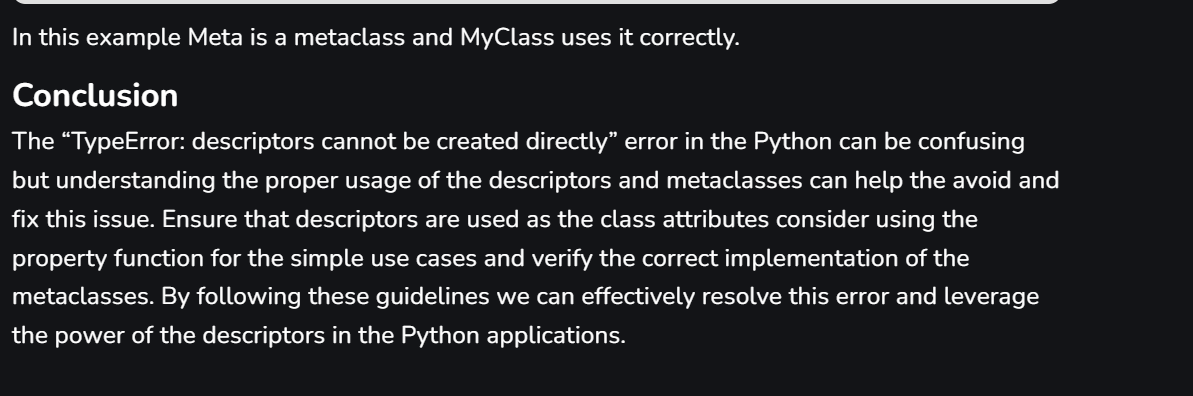 In this example Meta is a metaclass and MyClass uses it correctly.
Conclusion
The “TypeError: descriptors cannot be created directly” error in the Python can be confusing
but understanding the proper usage of the descriptors and metaclasses can help the avoid and
fix this issue. Ensure that descriptors are used as the class attributes consider using the
property function for the simple use cases and verify the correct implementation of the
metaclasses. By following these guidelines we can effectively resolve this error and leverage
the power of the descriptors in the Python applications.